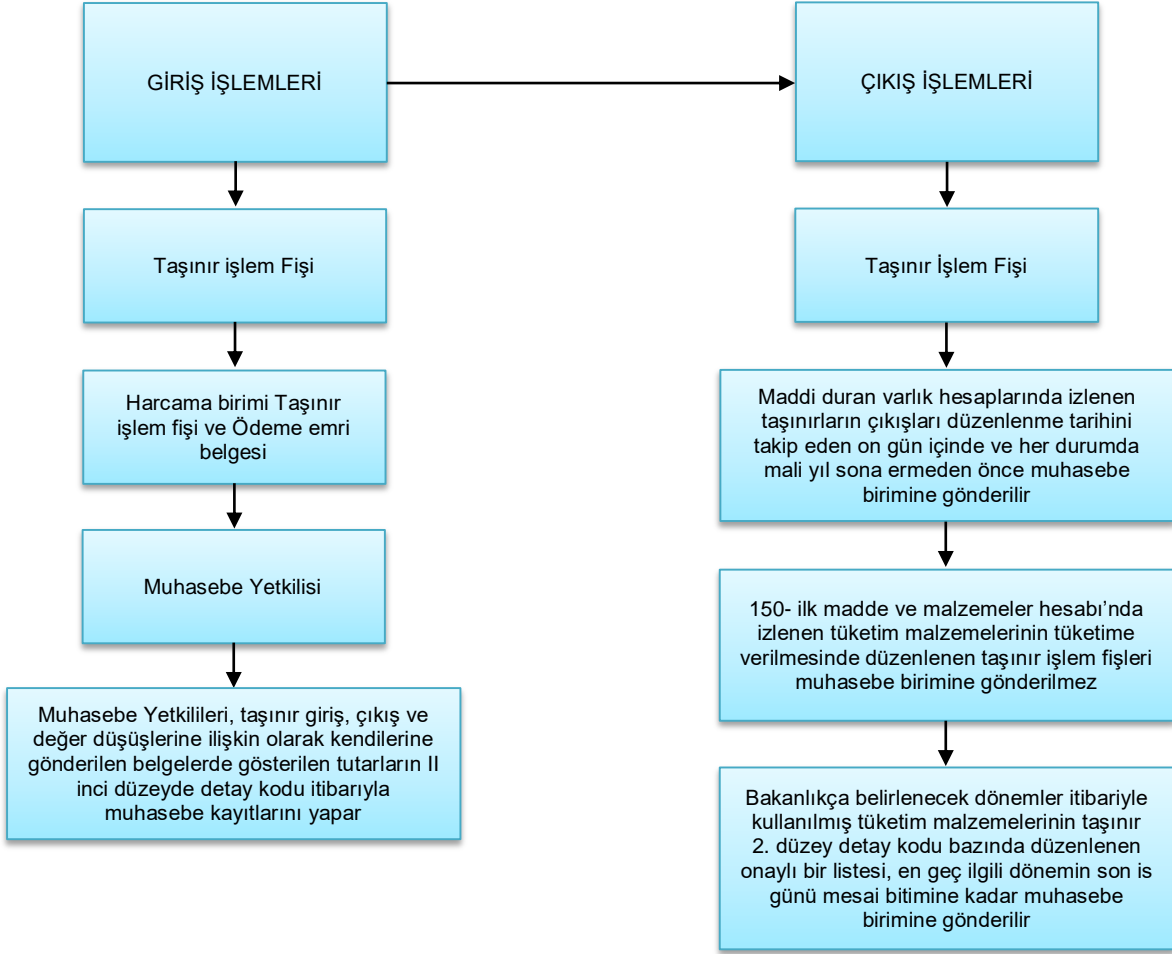 GİRİŞ İŞLEMLERİ
Taşınır işlem Fişi
Harcama birimi Taşınır
işlem fişi ve Ödeme emri
belgesi
Muhasebe Yetkilisi
Muhasebe Yetkilileri, taşınır giriş, çıkış ve
değer düşüşlerine ilişkin olarak kendilerine
gönderilen belgelerde gösterilen tutarların II
inci düzeyde detay kodu itibarıyla
muhasebe kayıtlarını yapar
ÇIKIŞ İŞLEMLERİ
Taşınır İşlem Fişi
Maddi duran varlık hesaplarında izlenen
taşınırların çıkışları düzenlenme tarihini
takip eden on gün içinde ve her durumda
mali yıl sona ermeden önce muhasebe
birimine gönderilir
150- ilk madde ve malzemeler hesabı’nda
izlenen tüketim malzemelerinin tüketime
verilmesinde düzenlenen taşınır işlem fişleri
muhasebe birimine gönderilmez
Bakanlıkça belirlenecek dönemler itibariyle
kullanılmış tüketim malzemelerinin taşınır
2. düzey detay kodu bazında düzenlenen
onaylı bir listesi, en geç ilgili dönemin son is
günü mesai bitimine kadar muhasebe
birimine gönderilir